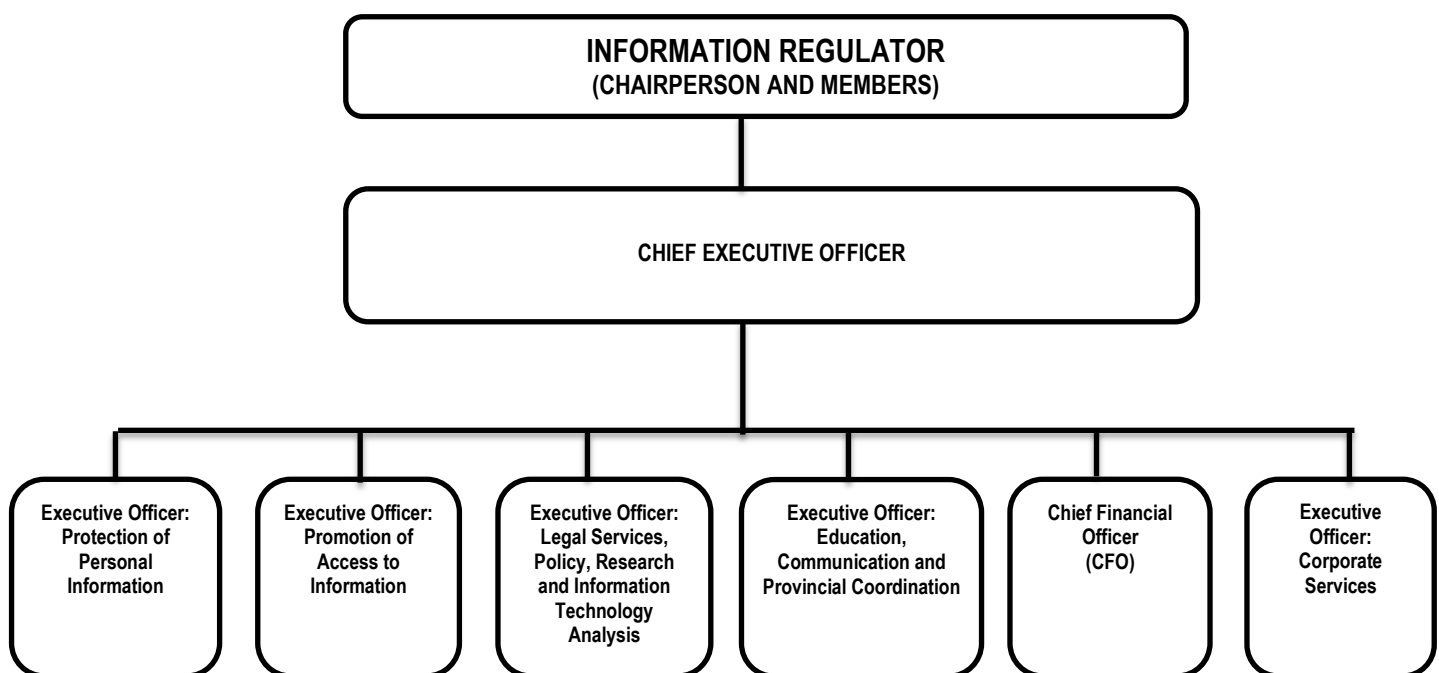 INFORMATION REGULATOR
(CHAIRPERSON AND MEMBERS)
CHIEF EXECUTIVE OFFICER
Executive Officer:
Protection of
Personal
Information
Executive Officer:
Promotion of
Access to
Information
Executive Officer:
Legal Services,
Policy, Research
and Information
Technology
Analysis
Executive Officer:
Education,
Communication and
Provincial Coordination
Chief Financial
Officer
(CFO)
Executive
Officer:
Corporate
Services